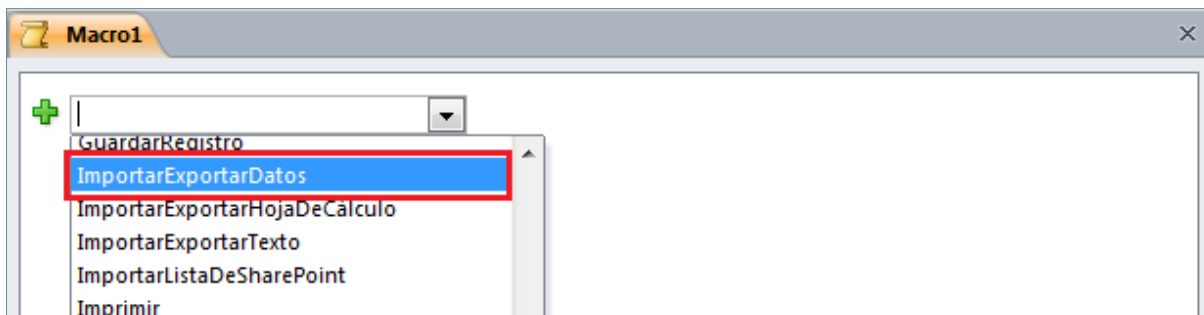 Macro1
GuardarRegistro
ImportarExportarDatos
ImportarExportarHojaDeCálculo
ImportarExportarTexto
ImportarListaDeSharePoint
Imprimir